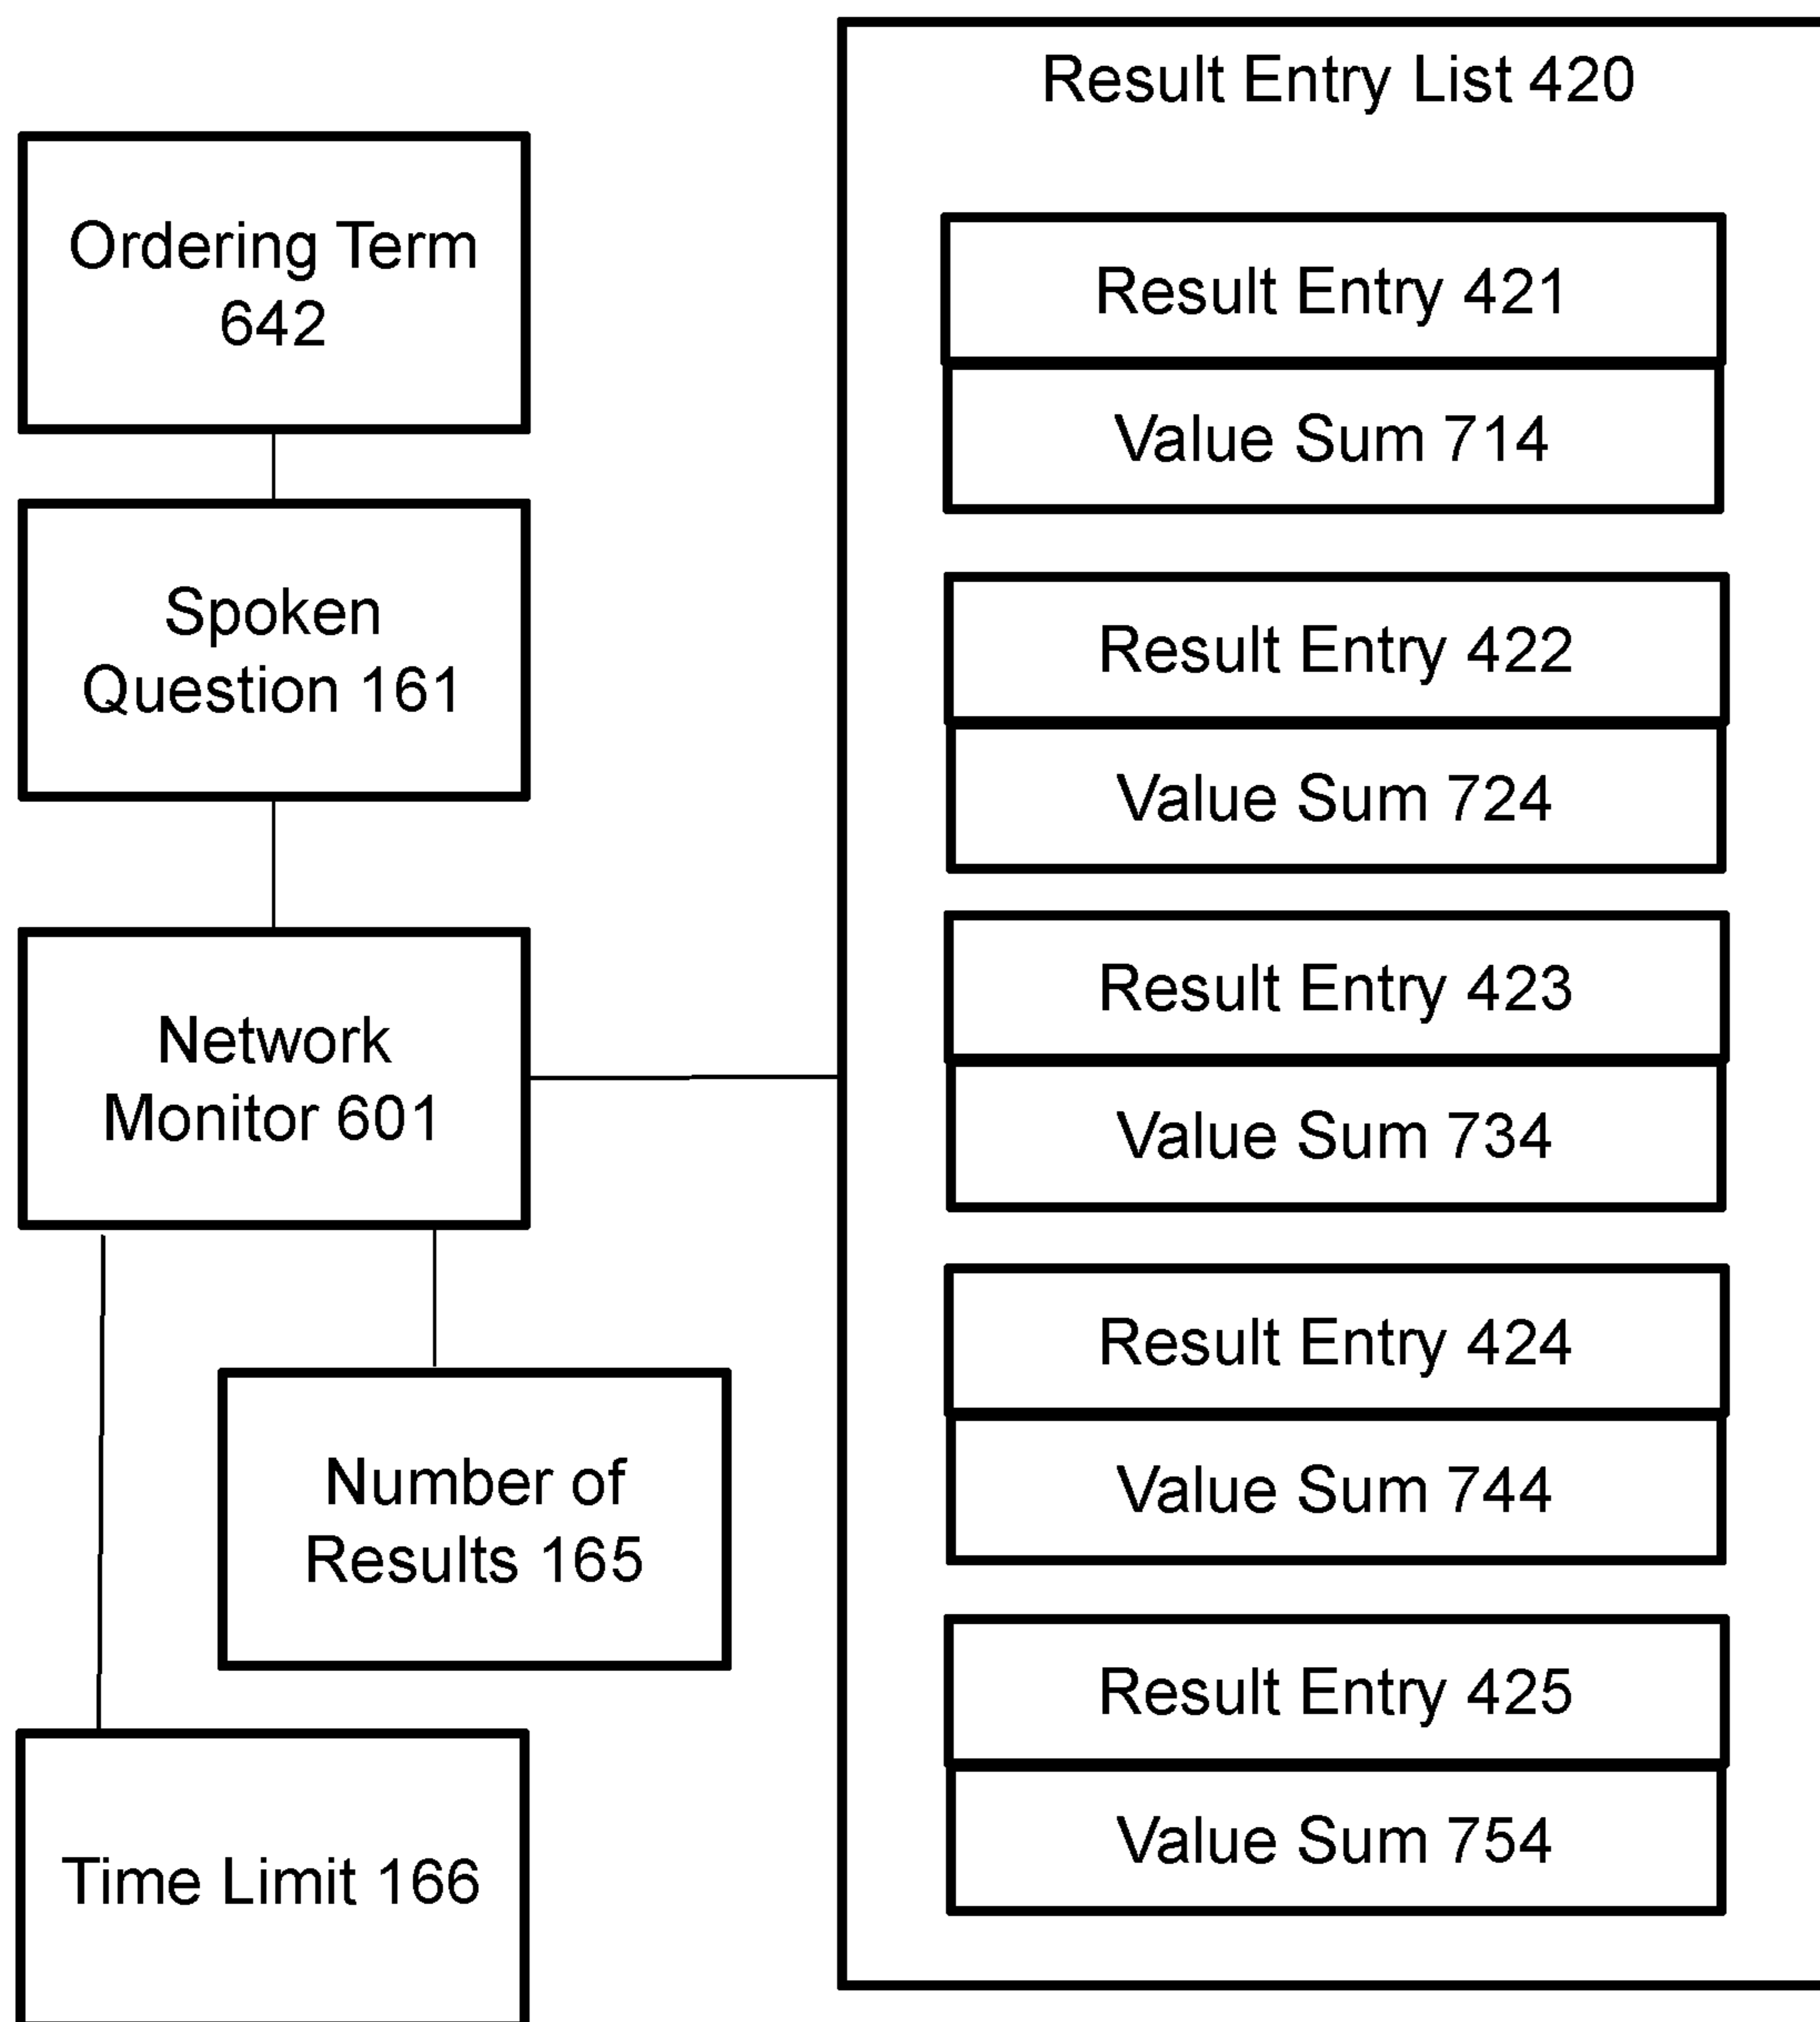 Ordering Term
642
Spoken
Question 161
Network
Monitor 601
Number of
Results 165
Time Limit 166
Result Entry List 420
Result Entry 421
Value Sum 714
Result Entry 422
Value Sum 724
Result Entry 423
Value Sum 734
Result Entry 424
Value Sum 744
Result Entry 425
Value Sum 754